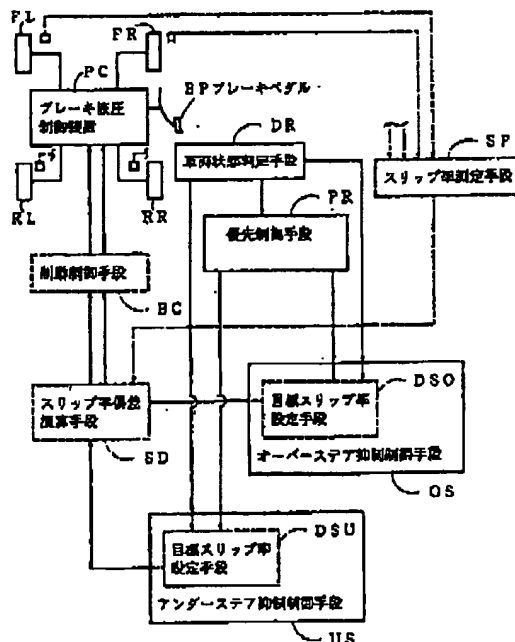 FL
FR
PC
ブレーキ液圧
制御装置
BPブレーキペダル
DR
車両状態判定手段
SP
スリップ率測定手段
RL
RR
PR
優先制御手段
制動制御手段
BC
スリップ率偏差
演算手段
SD
DSO
目標スリップ率
設定手段
オーバーステア抑制制御手段
OS
DSU
目標スリップ率
設定手段
アンダーステア抑制制御手段
US